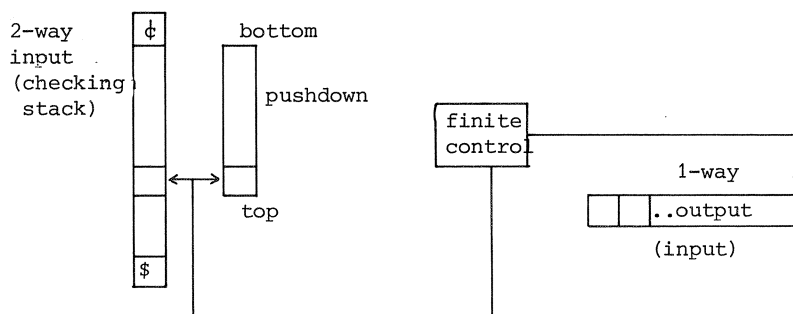 2-way
input
(checking
stack)
¢
$
bottom
pushdown
top
finite
control
1-way
..output
(input)